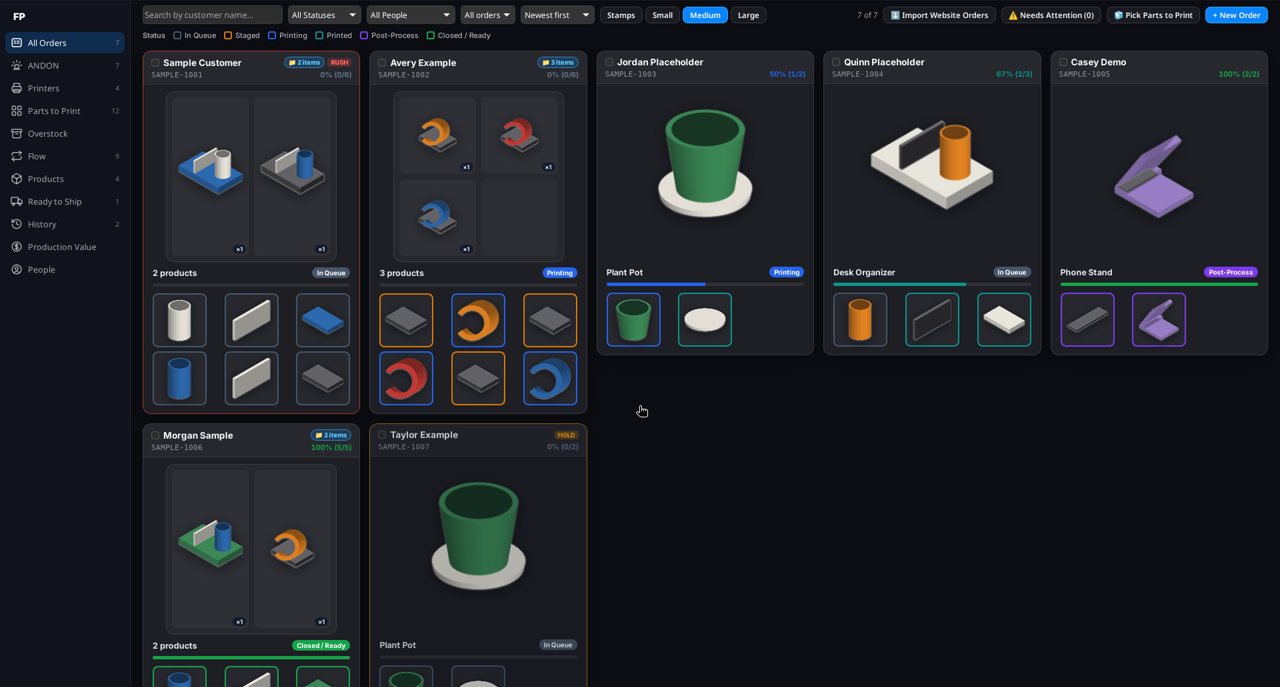 FP
Search by customer name...
All Statuses
All People
All orders
Newest first
Stamps
Small
Medium
Large
7 of 7
Import Website Orders
Needs Attention (0)
Pick Parts to Print
+ New Order
Status
In Queue
Staged
Printing
Printed
Post-Process
Closed / Ready
All Orders 7
ANDON 7
Printers 4
Parts to Print 12
Overstock
Flow 9
Products 4
Ready to Ship 1
History 2
Production Value
People
Sample Customer 2 items RUSH
SAMPLE-1001 0% (0/6)
×1 ×1
2 products In Queue
Avery Example 3 items
SAMPLE-1002 0% (0/6)
×1 ×1
×1
3 products Printing
Jordan Placeholder
SAMPLE-1003 50% (1/2)
Plant Pot Printing
Quinn Placeholder
SAMPLE-1004 67% (2/3)
Desk Organizer In Queue
Casey Demo
SAMPLE-1005 100% (2/2)
Phone Stand Post-Process
Morgan Sample 2 items
SAMPLE-1006 100% (5/5)
×1 ×1
2 products Closed / Ready
Taylor Example HOLD
SAMPLE-1007 0% (0/2)
Plant Pot In Queue